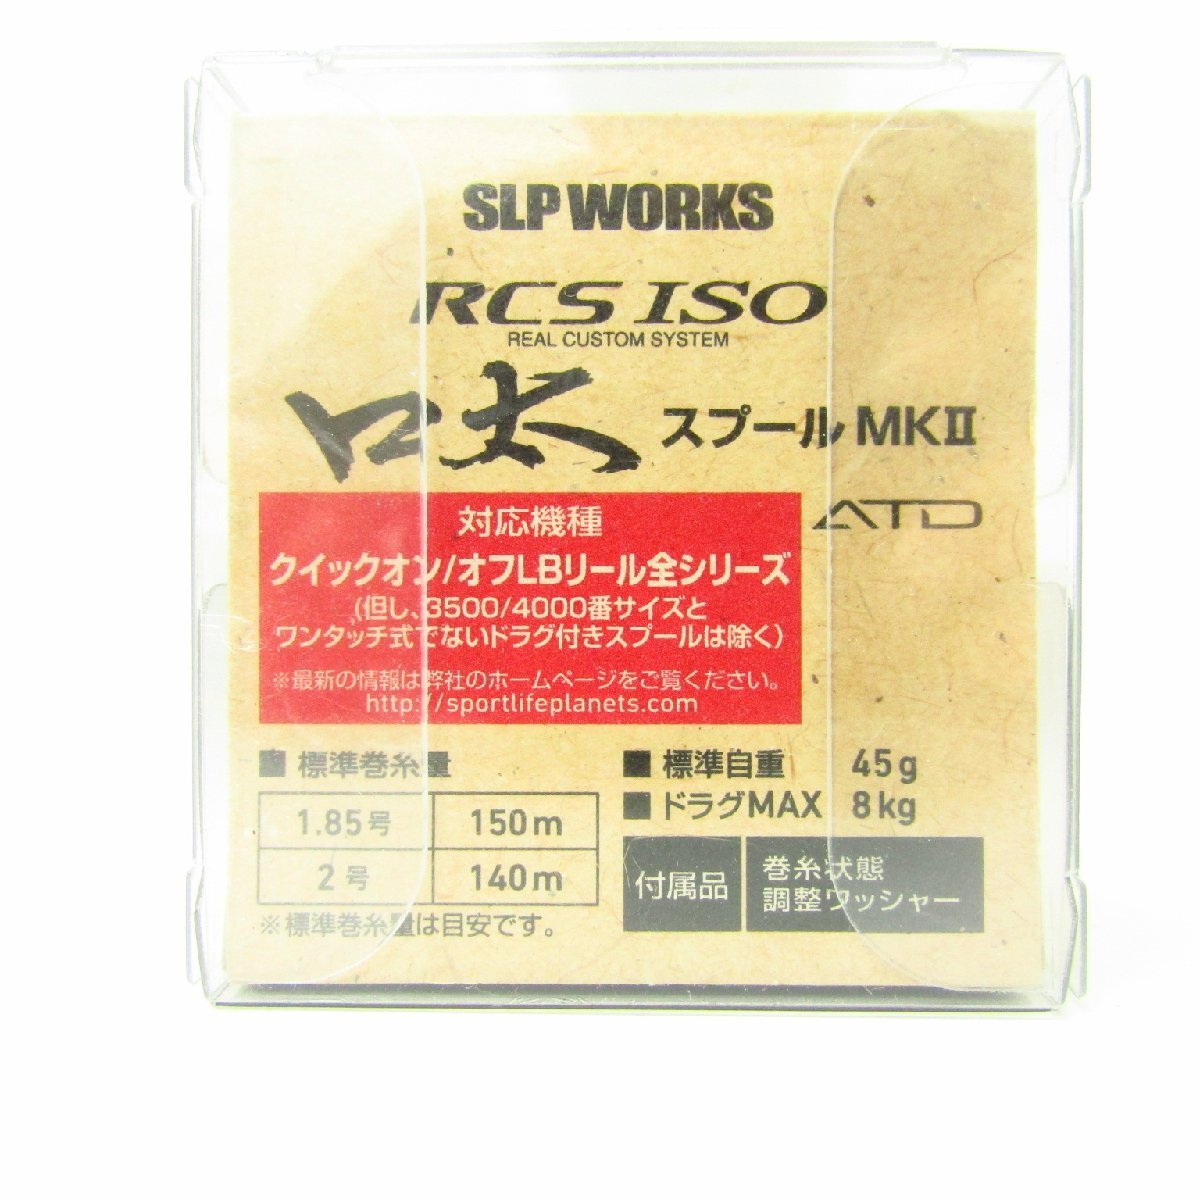 SLP WORKS
RCS ISO
REAL CUSTOM SYSTEM
口太 スプール MKⅡ
ATD
対応機種
クイックオン/オフLBリール全シリーズ
(但し、3500/4000番サイズと
ワンタッチ式でないドラグ付きスプールは除く)
※最新の情報は弊社のホームページをご覧ください。
http://sportlifeplanets.com
■ 標準巻糸量
1.85号 150m
2号 140m
※標準巻糸量は目安です。
■ 標準自重 45g
■ ドラグMAX 8kg
付属品
巻糸状態
調整ワッシャー